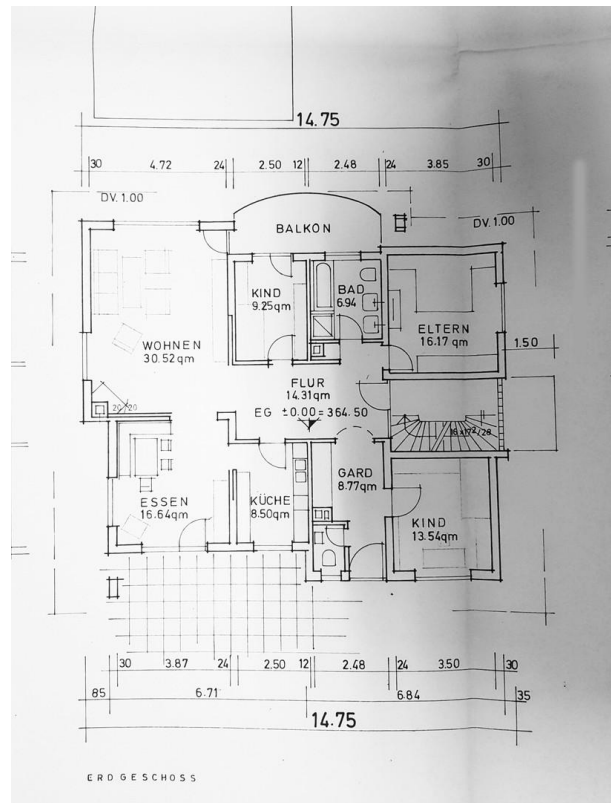 14.75
30 4.72 24 2.50 12 2.48 24 3.85 30
DV. 1.00
BALKON
DV. 1.00
KIND
9.25qm
BAD
6.94
ELTERN
16.17 qm
WOHNEN
30.52qm
1.50
FLUR
14.31qm
EG ±0.00=364.50
20/20
GARD
8.77qm
ESSEN
16.64qm
KÜCHE
8.50qm
KIND
13.54qm
30 3.87 24 2.50 12 2.48 24 3.50 30
85 6.71 6.84 35
14.75
ERDGESCHOSS